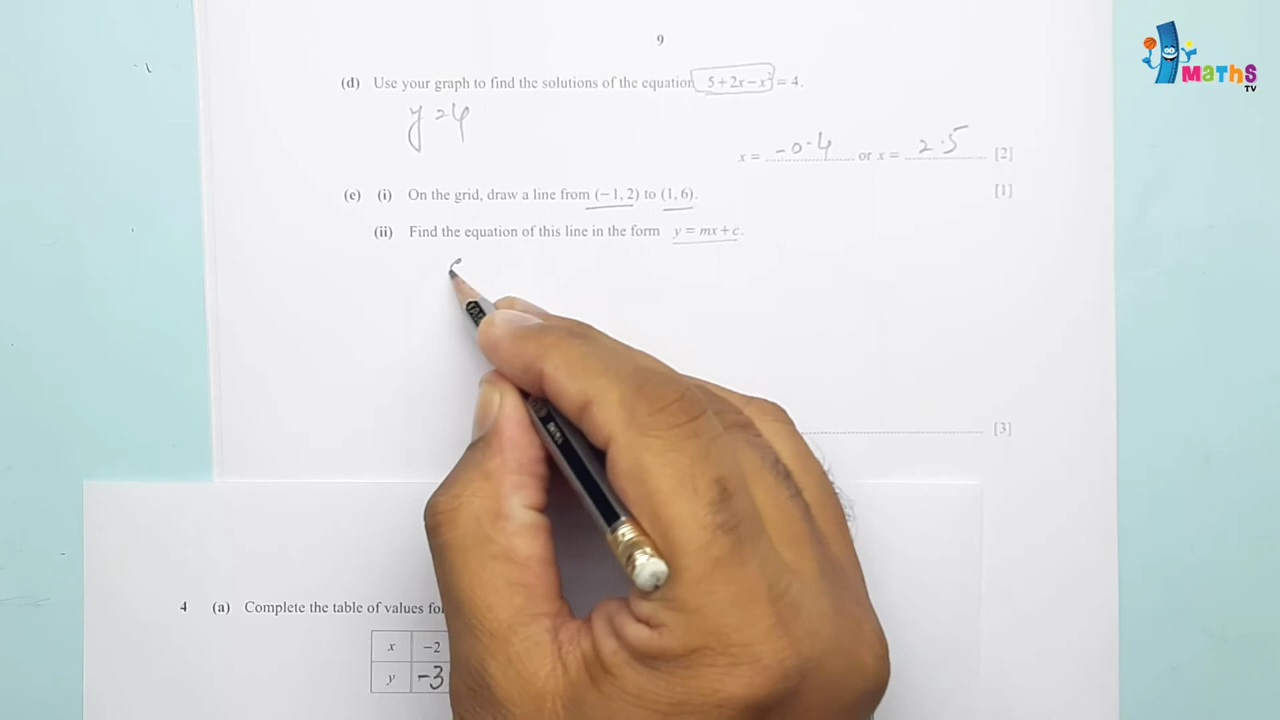 MATHS
TV
9
(d) Use your graph to find the solutions of the equation 5+2x−x² = 4.
y = 4
x = -0.4 or x = 2.5 [2]
(e) (i) On the grid, draw a line from (−1, 2) to (1, 6). [1]
(ii) Find the equation of this line in the form y = mx+c.
[3]
4 (a) Complete the table of values fo
x −2
y -3